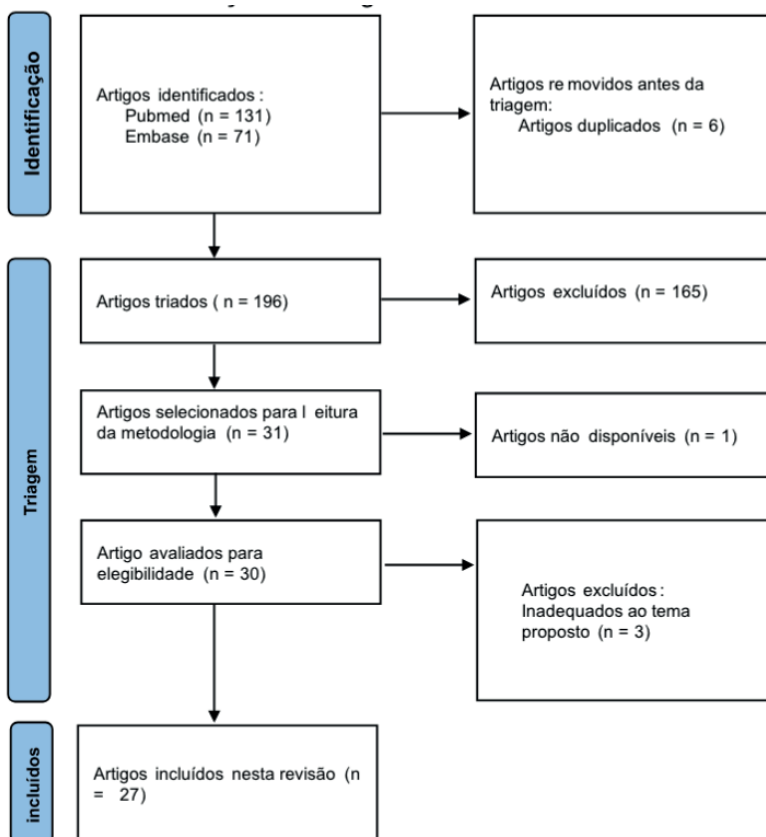 Identificação
Artigos identificados :
Pubmed (n = 131)
Embase (n = 71)
Artigos re movidos antes da
triagem:
Artigos duplicados (n = 6)
Triagem
Artigos triados ( n = 196)
Artigos excluídos (n = 165)
Artigos selecionados para l eitura
da metodologia (n = 31)
Artigos não disponíveis (n = 1)
Artigo avaliados para
elegibilidade (n = 30)
Artigos excluídos :
Inadequados ao tema
proposto (n = 3)
incluídos
Artigos incluídos nesta revisão (n
= 27)